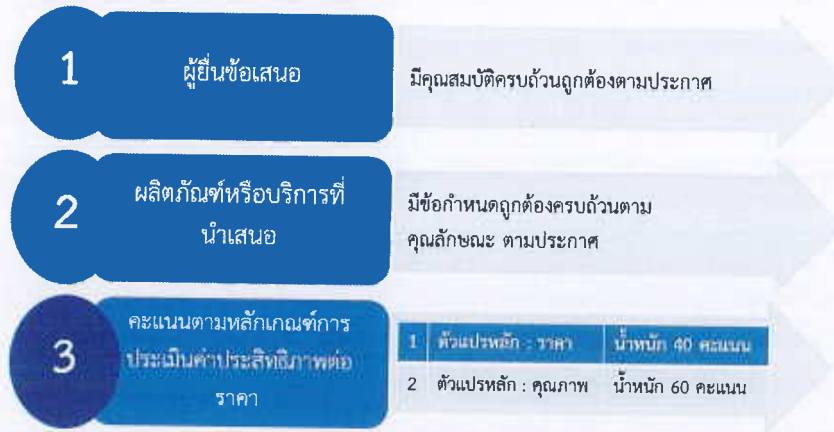 1
ผู้ยื่นข้อเสนอ
มีคุณสมบัติครบถ้วนถูกต้องตามประกาศ
2
ผลิตภัณฑ์หรือบริการที่
นำเสนอ
มีข้อกำหนดถูกต้องครบถ้วนตาม
คุณลักษณะ ตามประกาศ
3
คะแนนตามหลักเกณฑ์การ
ประเมินค่าประสิทธิภาพต่อ
ราคา
1 ตัวแปรหลัก : ราคา น้ำหนัก 40 คะแนน
2 ตัวแปรหลัก : คุณภาพ น้ำหนัก 60 คะแนน